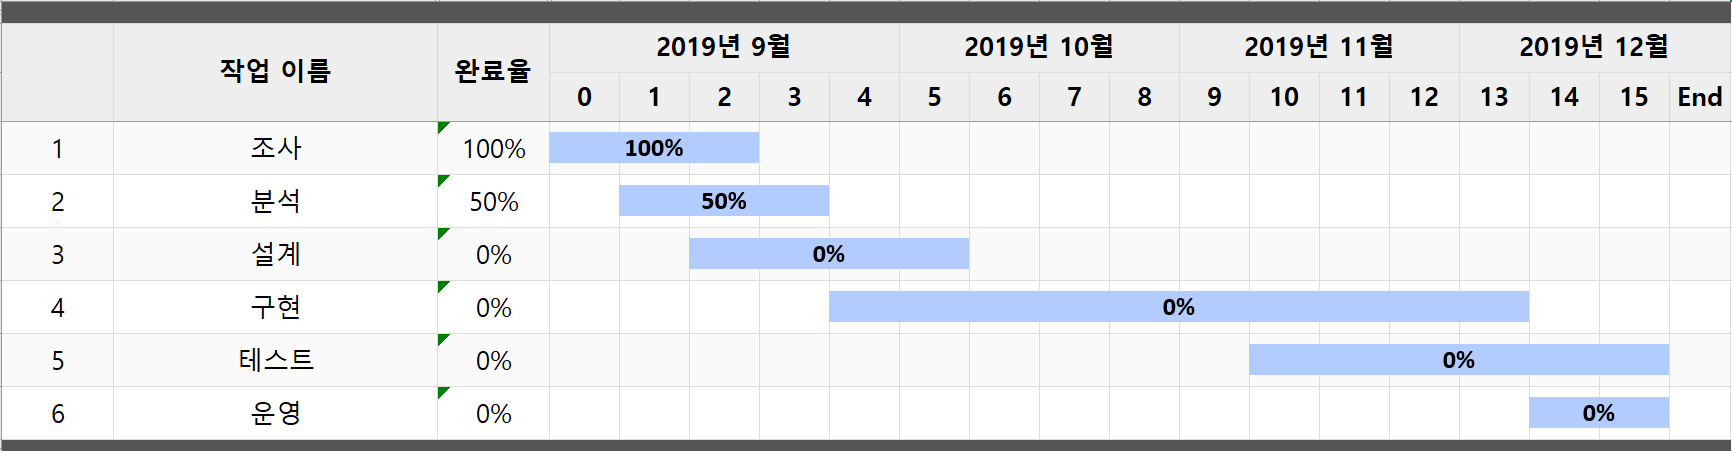 작업 이름 완료율 2019년 9월 2019년 10월 2019년 11월 2019년 12월
0 1 2 3 4 5 6 7 8 9 10 11 12 13 14 15 End
1 조사 100% 100%
2 분석 50% 50%
3 설계 0% 0%
4 구현 0% 0%
5 테스트 0% 0%
6 운영 0% 0%